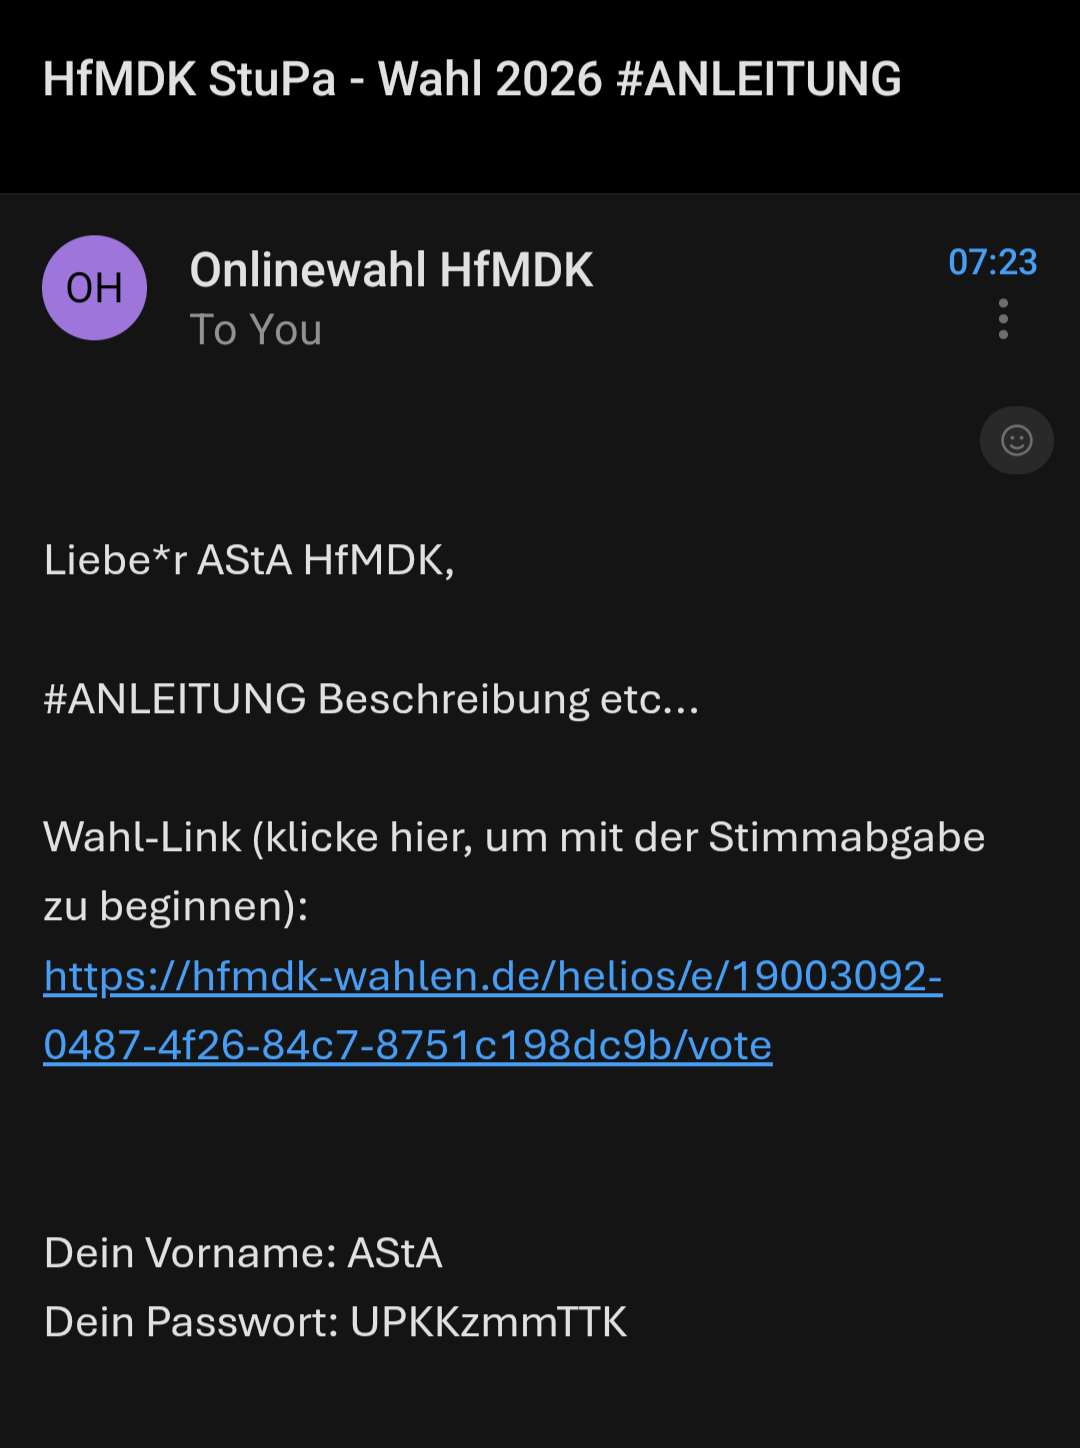 HfMDK StuPa - Wahl 2026 #ANLEITUNG
OH
Onlinewahl HfMDK
07:23
To You
Liebe*r AStA HfMDK,
#ANLEITUNG Beschreibung etc...
Wahl-Link (klicke hier, um mit der Stimmabgabe
zu beginnen):
https://hfmdk-wahlen.de/helios/e/19003092-
0487-4f26-84c7-8751c198dc9b/vote
Dein Vorname: AStA
Dein Passwort: UPKKzmmTTK